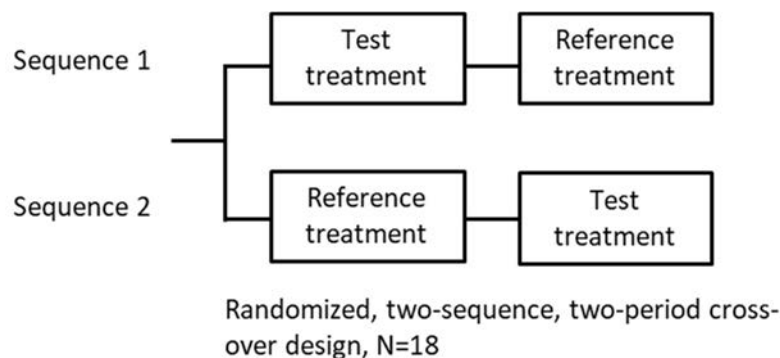 Sequence 1
Test
treatment
Reference
treatment
Sequence 2
Reference
treatment
Test
treatment
Randomized, two-sequence, two-period cross-
over design, N=18